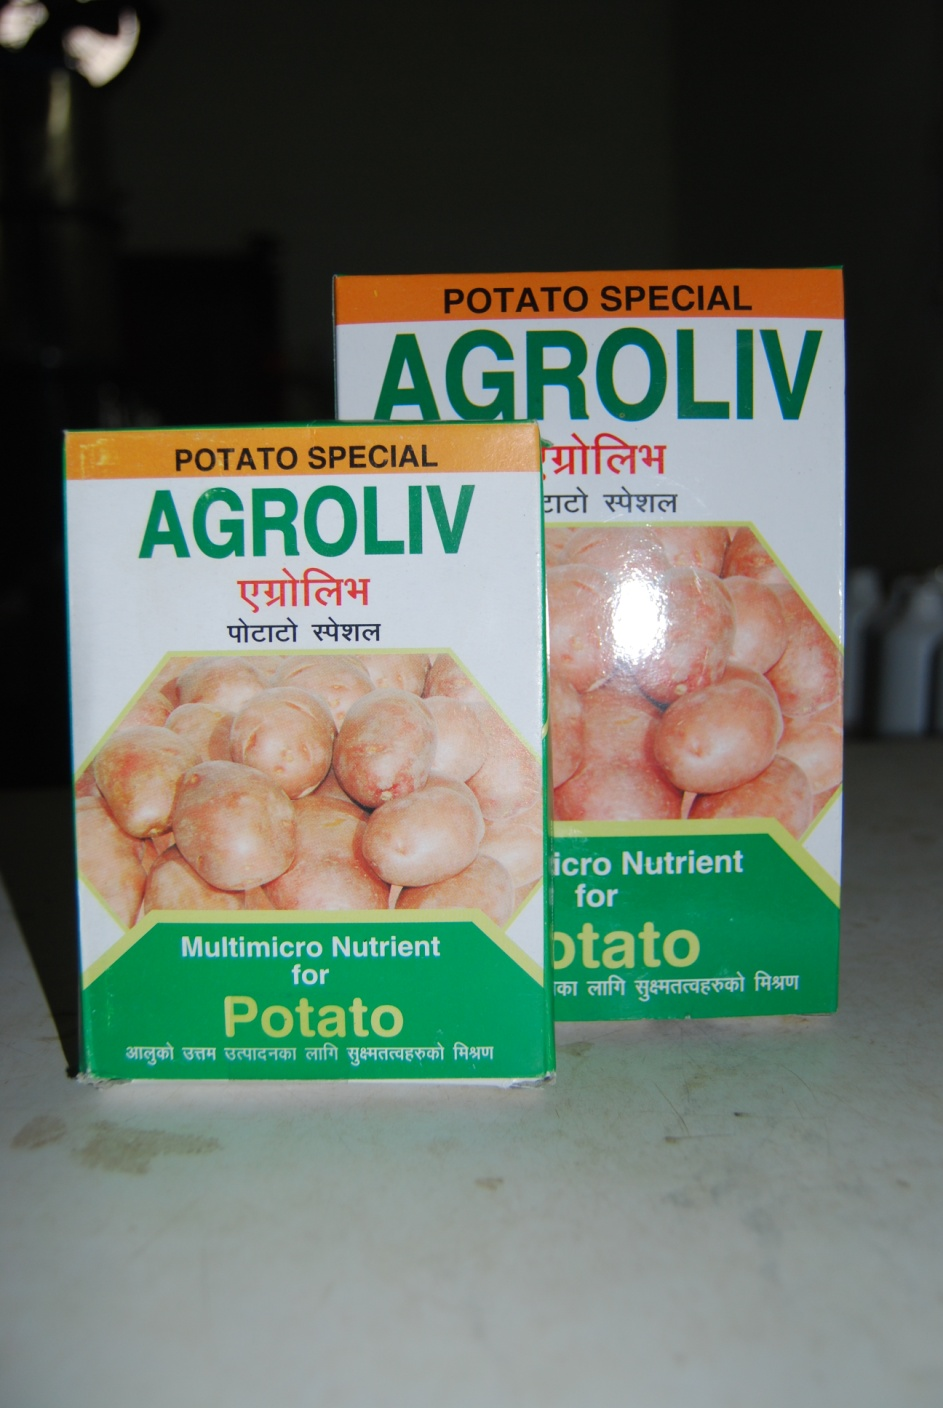 POTATO SPECIAL
AGROLIV
एग्रोलिभ
पोटाटो स्पेशल
Multimicro Nutrient
for
Potato
आलुको उत्तम उत्पादनका लागि सुक्ष्मतत्वहरुको मिश्रण
POTATO SPECIAL
AGROLIV
स्पेशल
Nutrient
for
लागि सुक्ष्मतत्वहरुको मिश्रण